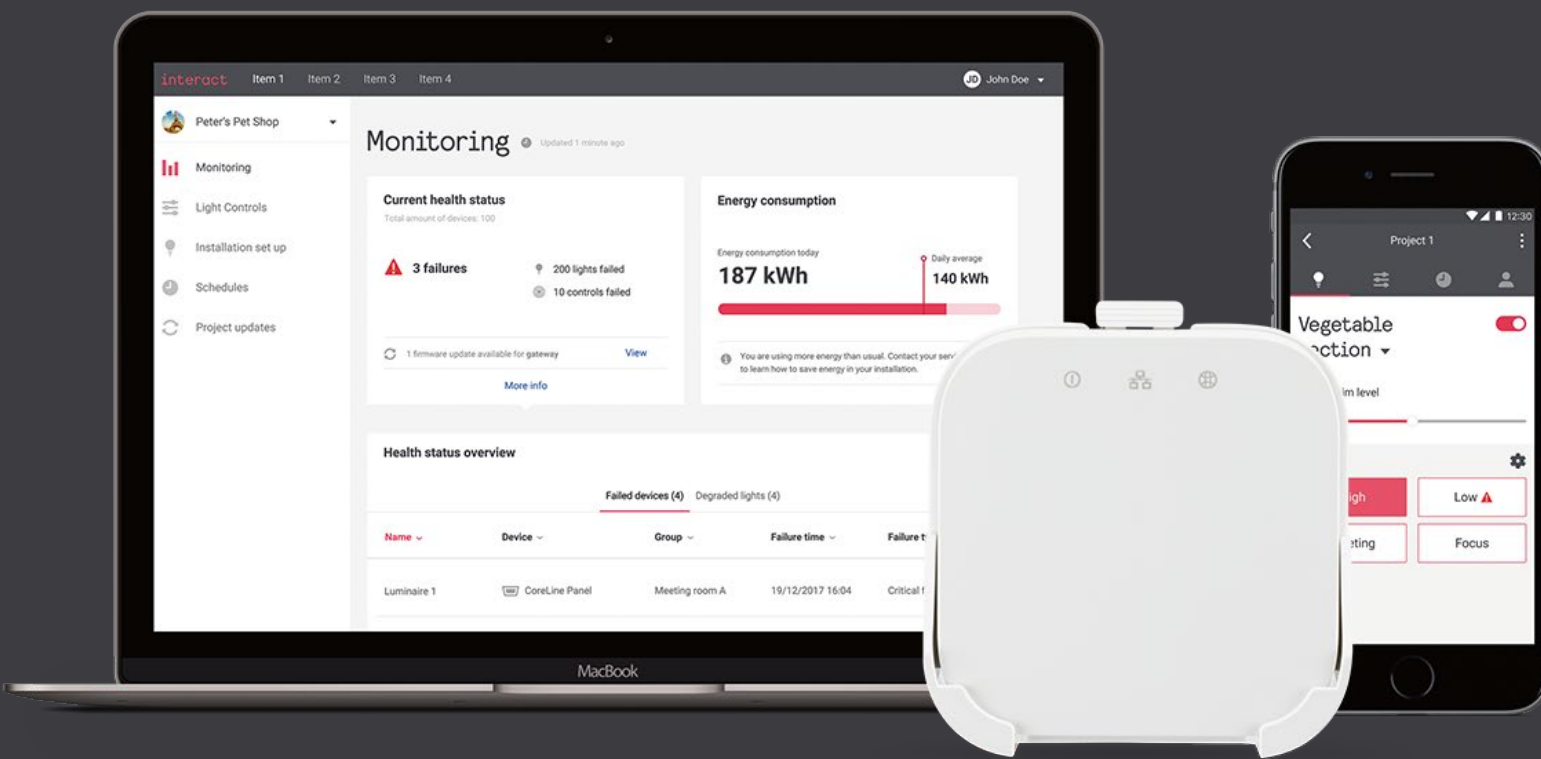 interact Item 1 Item 2 Item 3 Item 4
JD John Doe
Peter's Pet Shop
Monitoring
Light Controls
Installation set up
Schedules
Project updates
Monitoring Updated 1 minute ago
Current health status
Total amount of devices: 100
3 failures
200 lights failed
10 controls failed
1 firmware update available for gateway View
More info
Energy consumption
Energy consumption today
187 kWh
Daily average
140 kWh
You are using more energy than usual. Contact your
to learn how to save energy in your installation.
Health status overview
Failed devices (4) Degraded lights (4)
Name Device Group Failure time Failure
Luminaire 1 CoreLine Panel Meeting room A 19/12/2017 16:04 Critical
MacBook
12:30
Project 1
Vegetable
level
Low
Focus